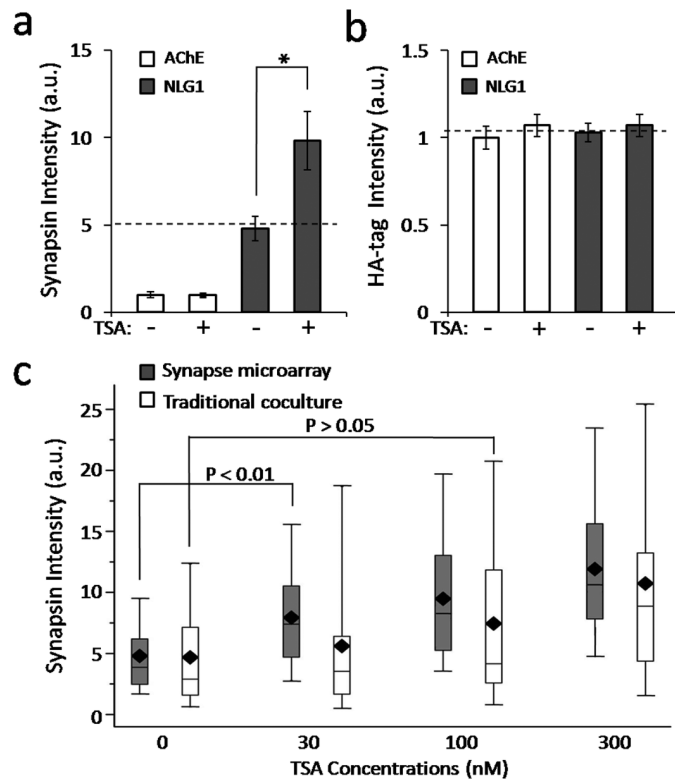 a
AChE
NLG1
*
Synapsin Intensity (a.u.)
15
10
5
0
TSA: - + - +
b
AChE
NLG1
HA-tag Intensity (a.u.)
1.5
1
0.5
0
TSA: - + - +
c
Synapse microarray
Traditional coculture
P > 0.05
P < 0.01
Synapsin Intensity (a.u.)
25
20
15
10
5
0
0 30 100 300
TSA Concentrations (nM)